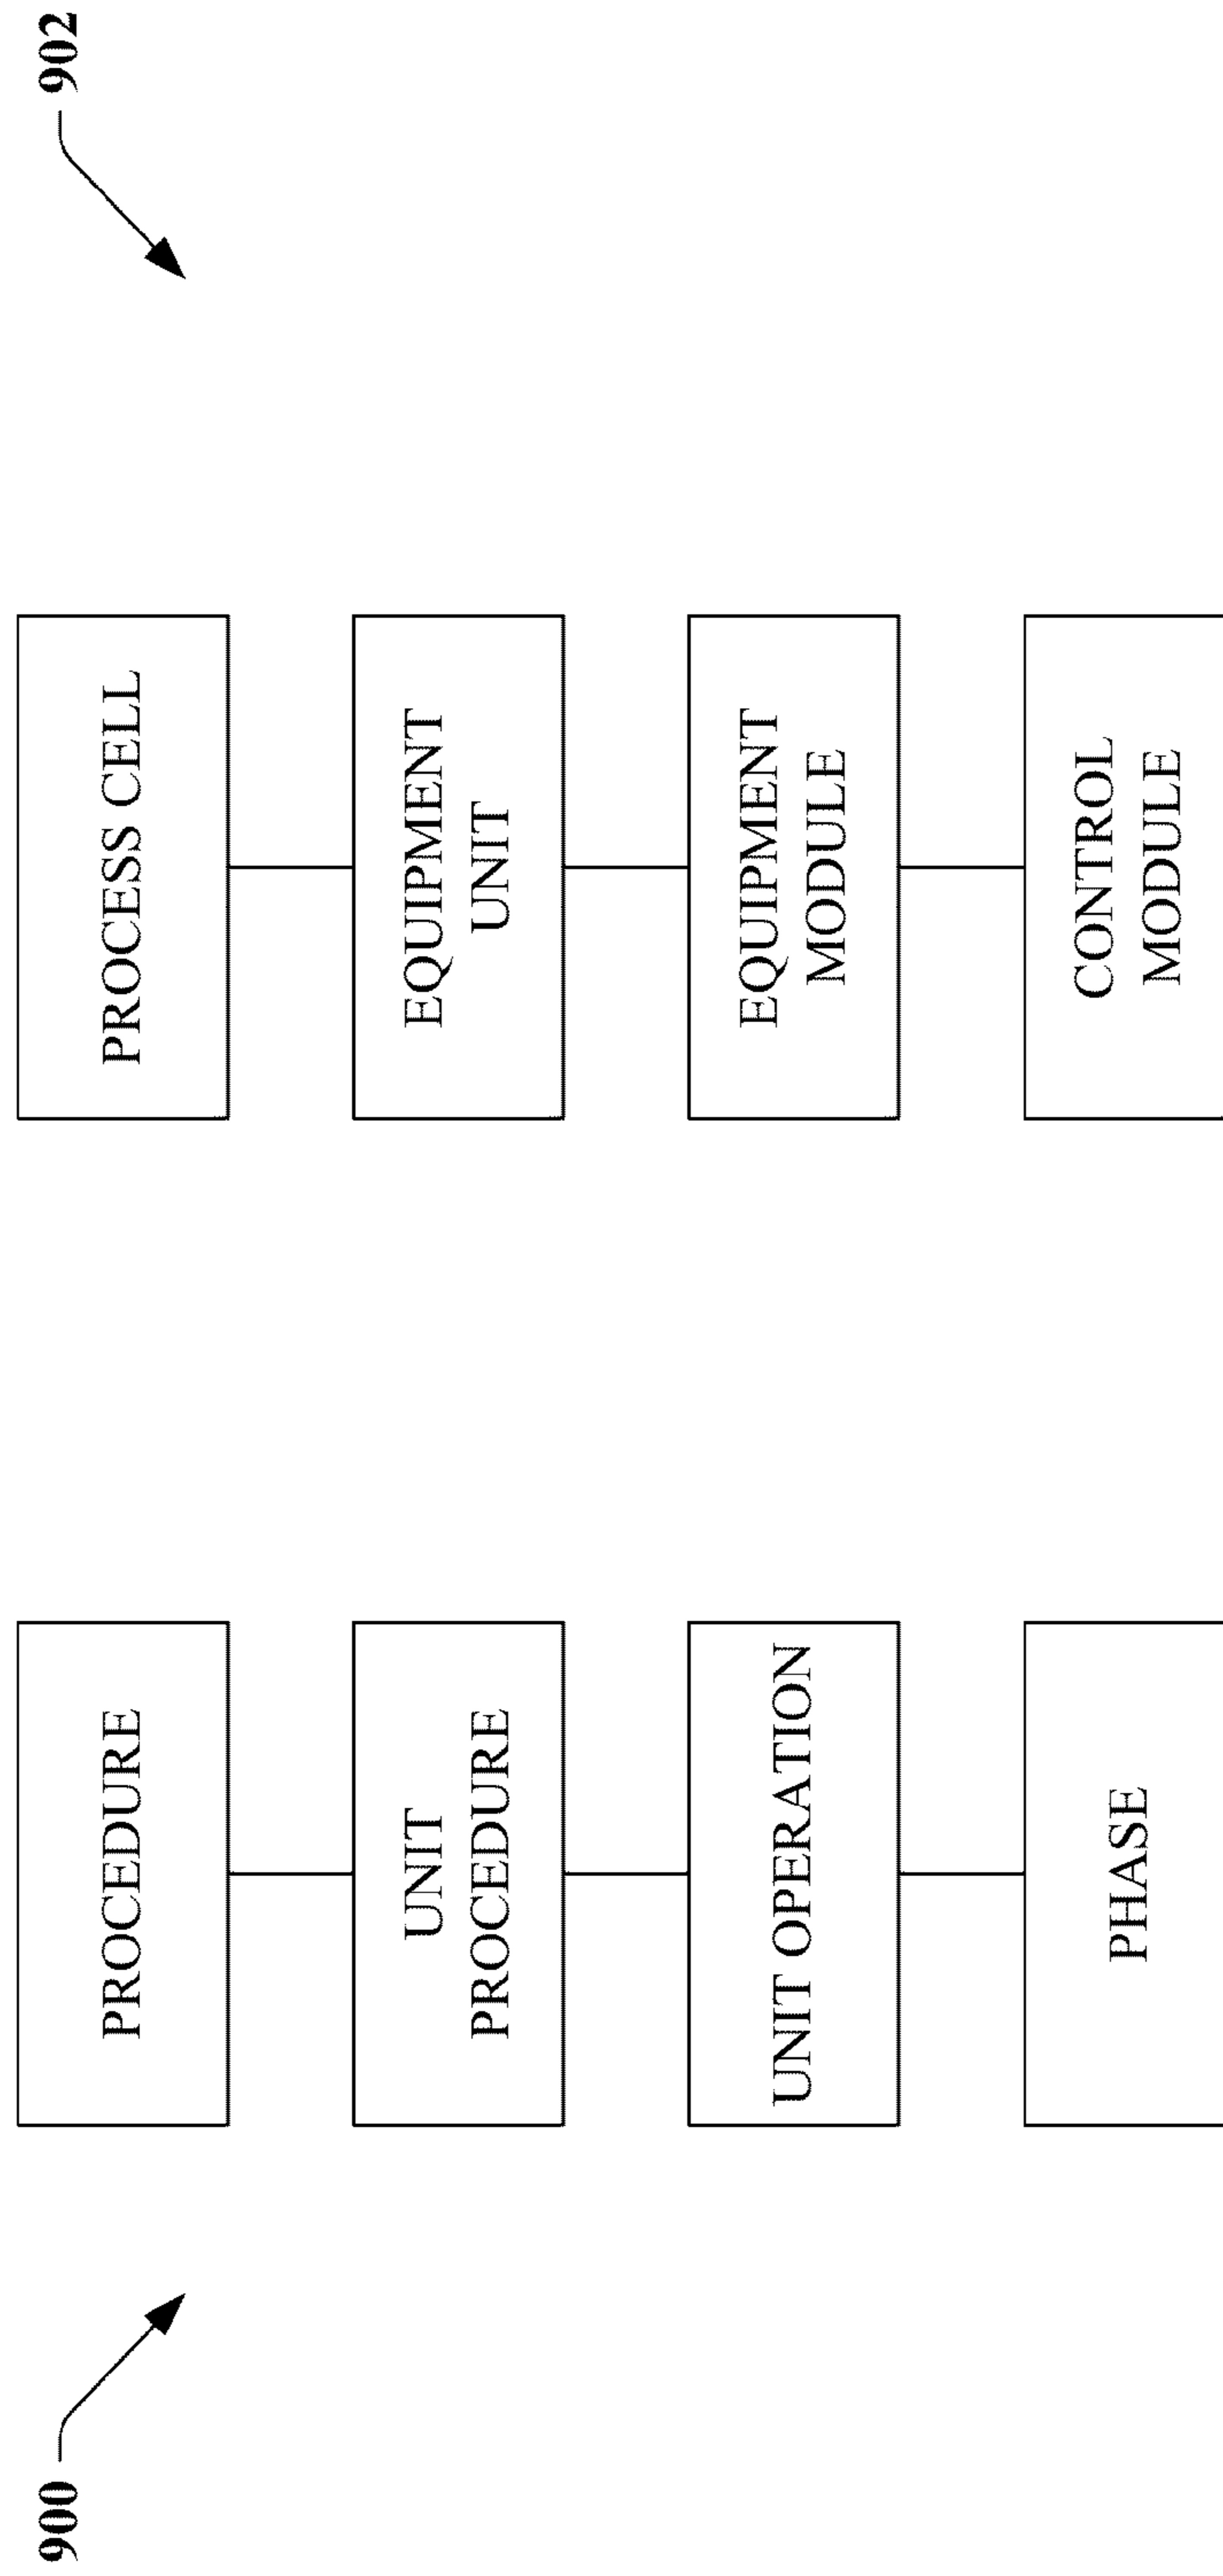 900
902
PROCEDURE
UNIT
PROCEDURE
UNIT OPERATION
PHASE
PROCESS CELL
EQUIPMENT
UNIT
EQUIPMENT
MODULE
CONTROL
MODULE